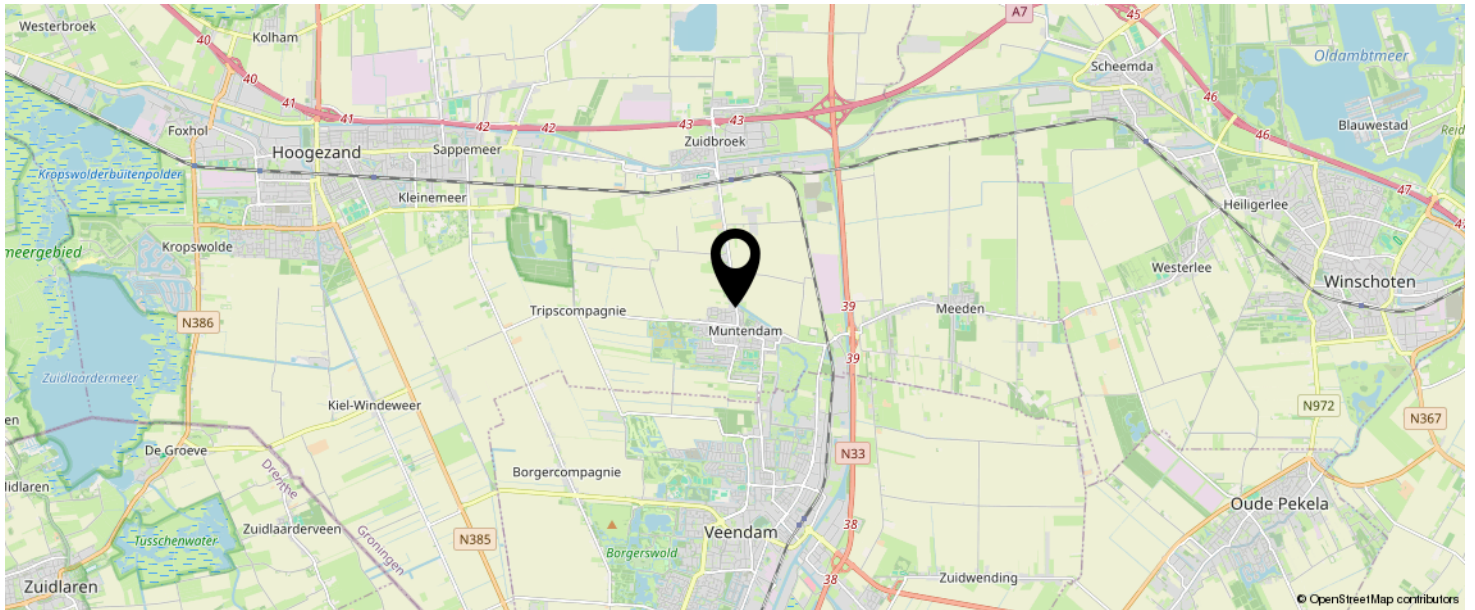 Westerbroek
Kolham
40
40
41
41
42
42
43
43
A7
45
Scheemda
Oldambtmeer
46
46
Blauwestad
Reid
Foxhol
Hoogezand
Sappemeer
Zuidbroek
Kropswolderbuitenpolder
Kleinemeer
47
47
Heiligerlee
Kropswolde
meergebied
Westerlee
Winschoten
N386
Tripscompagnie
39
Meeden
Muntendam
39
Zuidlaardermeer
Kiel-Windeweer
N972
N367
De Groeve
Drenthe
Groningen
Borgercompagnie
N33
Zuidlaarderveen
Oude Pekela
Tusschenwater
N385
Veendam
38
Borgerswold
38
Zuidwending
Zuidlaren
© OpenStreetMap contributors